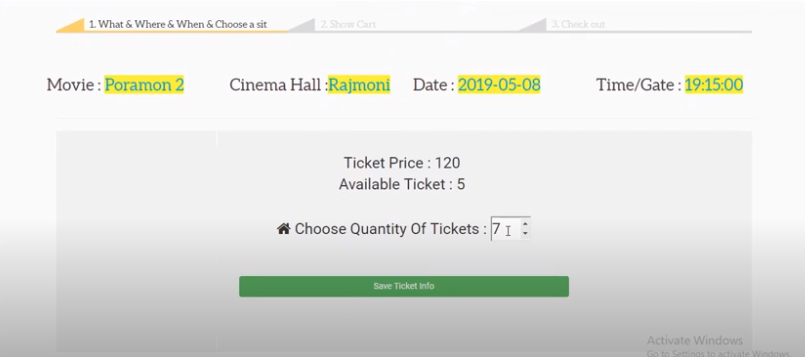 1. What & Where & When & Choose a sit 2. Show Cart 3. Check out
Movie : Poramon 2 Cinema Hall :Rajmoni Date : 2019-05-08 Time/Gate : 19:15:00
Ticket Price : 120
Available Ticket : 5
Choose Quantity Of Tickets : 7
Save Ticket Info
Activate Windows
Go to Settings to activate Windows.